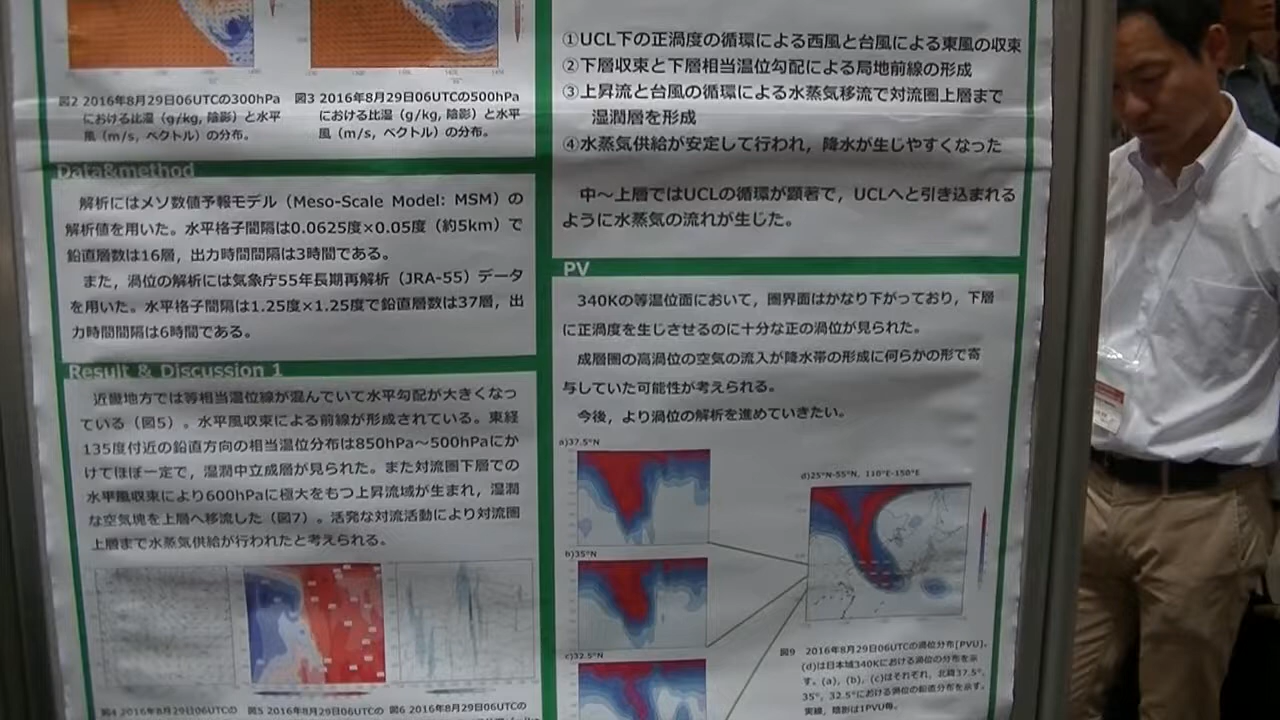 図2 2016年8月29日06UTCの300hPa
における比湿（g/kg, 陰影）と水平
風（m/s，ベクトル）の分布。
図3 2016年8月29日06UTCの500hPa
における比湿（g/kg, 陰影）と水平
風（m/s，ベクトル）の分布。
Data&method
解析にはメソ数値予報モデル（Meso-Scale Model: MSM）の
解析値を用いた。水平格子間隔は0.0625度×0.05度（約5km）で
鉛直層数は16層，出力時間間隔は3時間である。
また，渦位の解析には気象庁55年長期再解析（JRA-55）データ
を用いた。水平格子間隔は1.25度×1.25度で鉛直層数は37層，出
力時間間隔は6時間である。
Result & Discussion 1
近畿地方では等相当温位線が混んでいて水平勾配が大きくなっ
ている（図5）。水平風収束による前線が形成されている。東経
135度付近の鉛直方向の相当温位分布は850hPa～500hPaにか
けてほぼ一定で，湿潤中立成層が見られた。また対流圏下層での
水平風収束により600hPaに極大をもつ上昇流域が生まれ，湿潤
な空気塊を上層へ移流した（図7）。活発な対流活動により対流圏
上層まで水蒸気供給が行われたと考えられる。
図4 2016年8月29日06UTCの
図5 2016年8月29日06UTCの
図6 2016年8月29日06UTCの
①UCL下の正渦度の循環による西風と台風による東風の収束
②下層収束と下層相当温位勾配による局地前線の形成
③上昇流と台風の循環による水蒸気移流で対流圏上層まで
湿潤層を形成
④水蒸気供給が安定して行われ，降水が生じやすくなった
中～上層ではUCLの循環が顕著で，UCLへと引き込まれる
ように水蒸気の流れが生じた。
PV
340Kの等温位面において，圏界面はかなり下がっており，下層
に正渦度を生じさせるのに十分な正の渦位が見られた。
成層圏の高渦位の空気の流入が降水帯の形成に何らかの形で寄
与していた可能性が考えられる。
今後，より渦位の解析を進めていきたい。
a)37.5°N
b)35°N
c)32.5°N
d)25°N-55°N, 110°E-150°E
図9 2016年8月29日06UTCの渦位分布[PVU]。
(d)は日本域340Kにおける渦位の分布を示
す。(a)，(b)，(c)はそれぞれ，北緯37.5°，
35°，32.5°における渦位の鉛直分布を示す。
実線，陰影は1PVU毎。